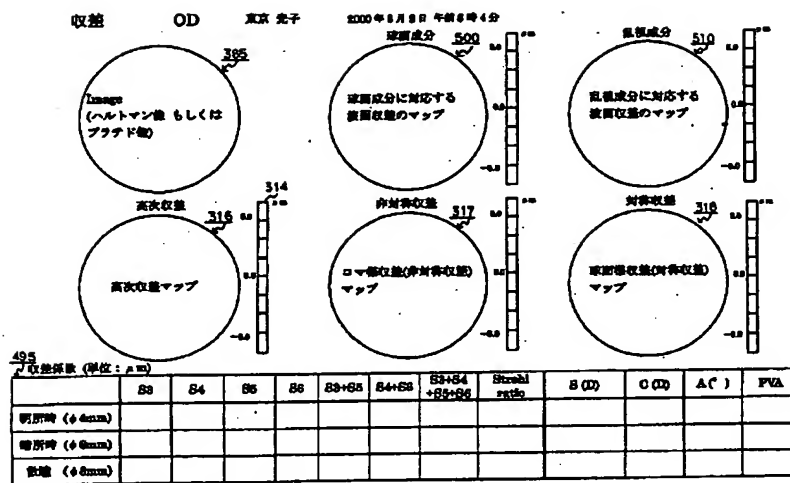 収差 OD 東京 光子 2000年8月8日 午前8時4分
385
Image
(ハルトマン像 もしくは
プラチド像)
球面成分 500
球面成分に対応する
波面収差のマップ
乱視成分 510
乱視成分に対応する
波面収差のマップ
314
高次収差 316
高次収差マップ
非対称収差 317
コマ様収差(非対称収差)
マップ
対称収差 318
球面様収差(対称収差)
マップ
495
収差係数 (単位：μm)
S3 S4 S5 S6 S3+S5 S4+S6 S3+S4+S5+S6 Strehl ratio S (D) C (D) A (°) PVA
明所時 (φ4mm)
暗所時 (φ6mm)
散瞳 (φ8mm)